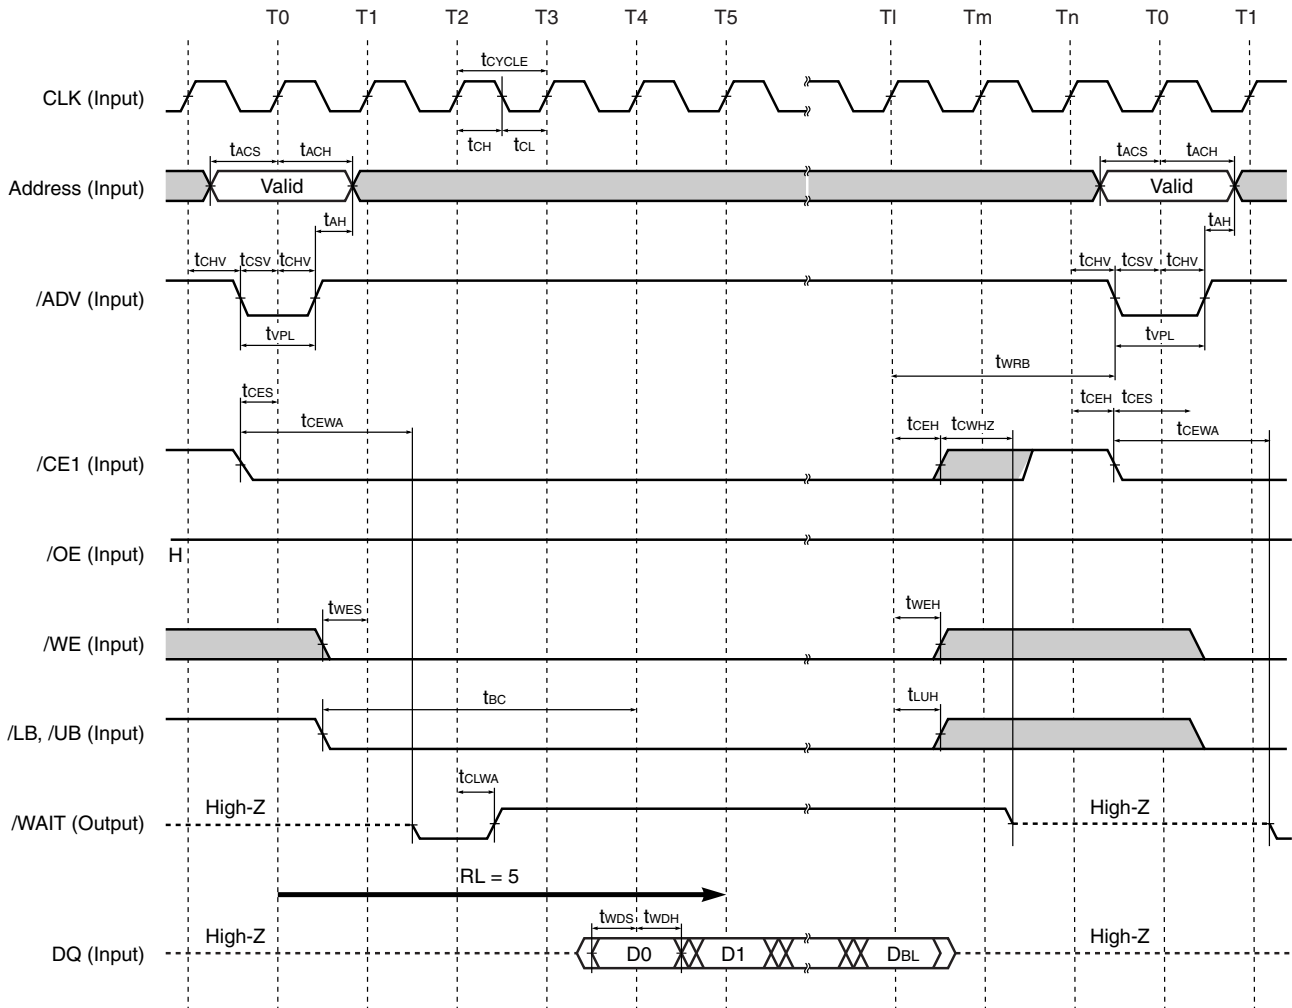 T0 T1 T2 T3 T4 T5 Tl Tm Tn T0 T1
tCYCLE
CLK (Input)
tCH tCL
tACS tACH tACS tACH
Address (Input) Valid Valid
tAH tAH
tCHV tCSV tCHV tCHV tCSV tCHV
/ADV (Input)
tVPL tVPL
tWRB
tCES tCEH tCES
tCEWA tCEH tCWHZ tCEWA
/CE1 (Input)
/OE (Input) H
tWES tWEH
/WE (Input)
tBC tLUH
/LB, /UB (Input)
tCLWA
High-Z High-Z
/WAIT (Output)
RL = 5
tWDS tWDH
High-Z High-Z
DQ (Input) D0 D1 DBL